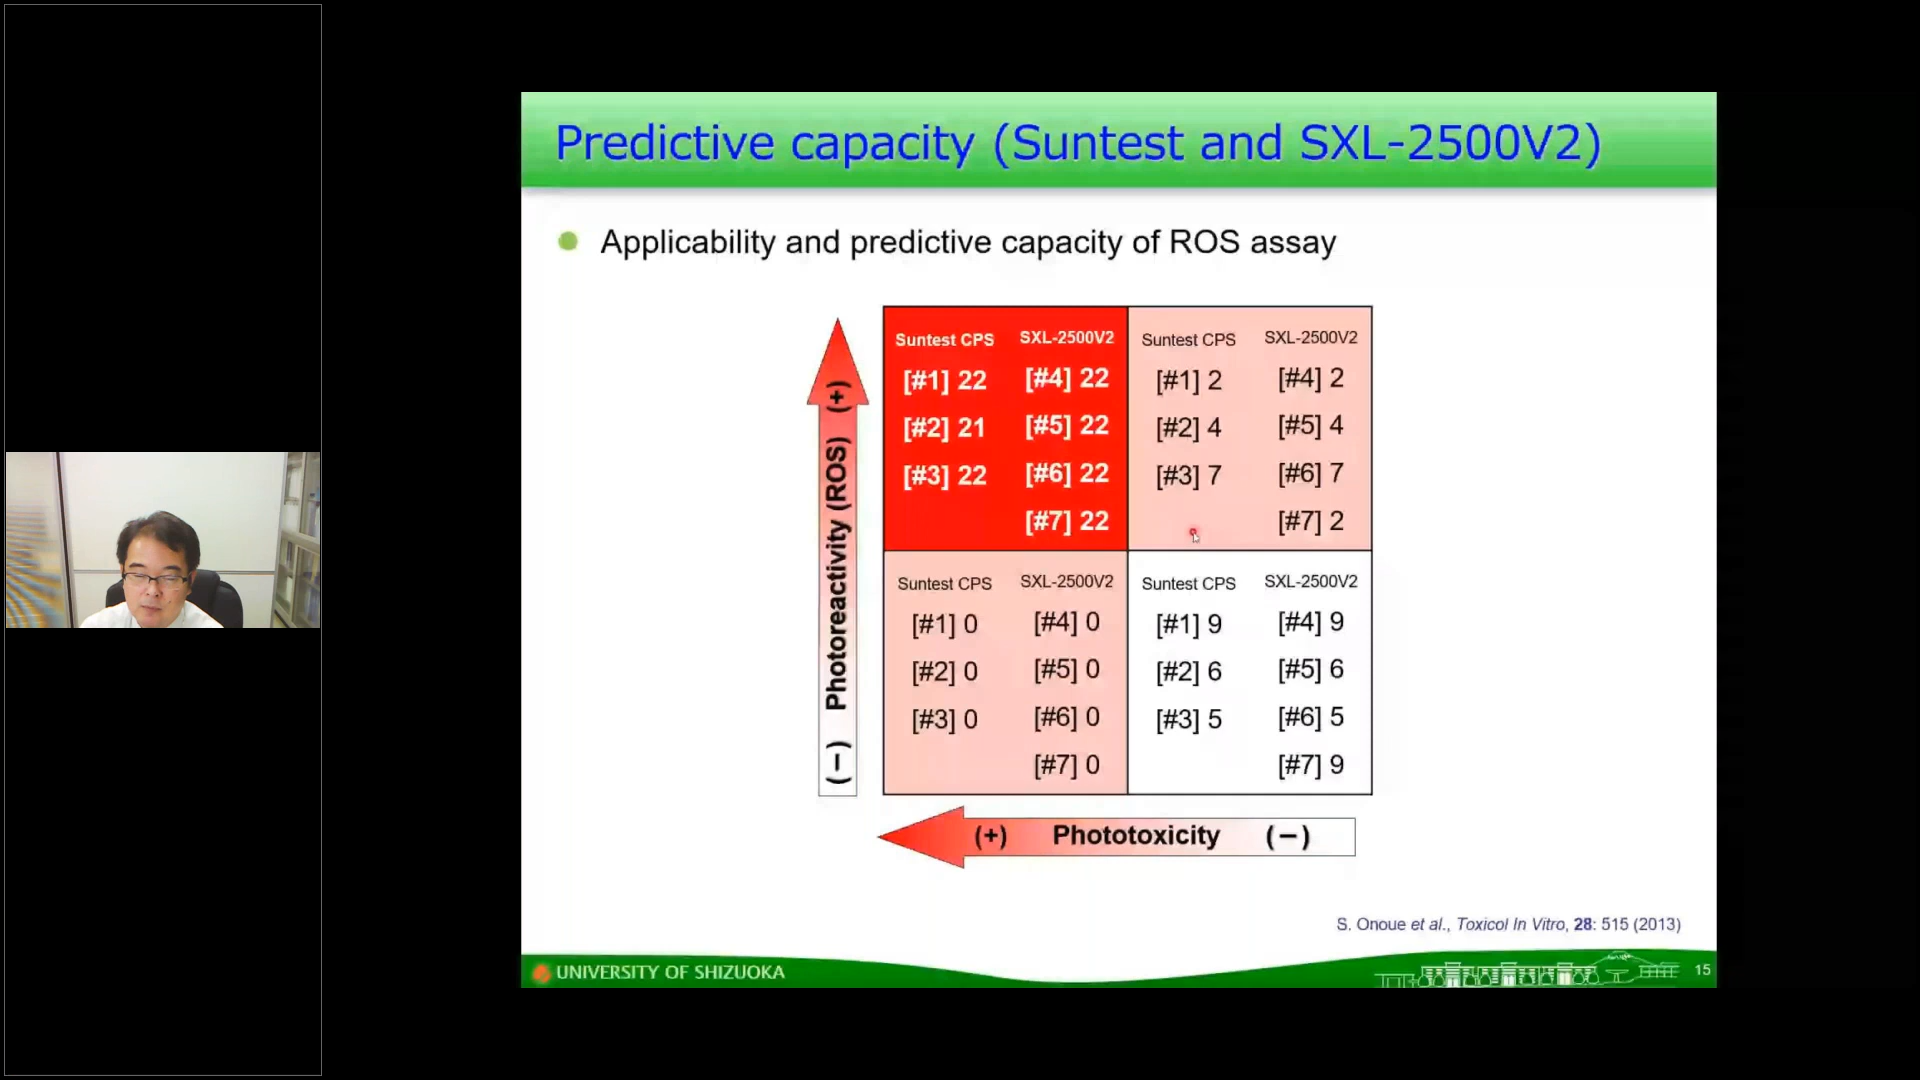 Predictive capacity (Suntest and SXL-2500V2)
Applicability and predictive capacity of ROS assay
(−) Photoreactivity (ROS) (+)
Suntest CPS SXL-2500V2
[#1] 22 [#4] 22
[#2] 21 [#5] 22
[#3] 22 [#6] 22
[#7] 22
Suntest CPS SXL-2500V2
[#1] 2 [#4] 2
[#2] 4 [#5] 4
[#3] 7 [#6] 7
[#7] 2
Suntest CPS SXL-2500V2
[#1] 0 [#4] 0
[#2] 0 [#5] 0
[#3] 0 [#6] 0
[#7] 0
Suntest CPS SXL-2500V2
[#1] 9 [#4] 9
[#2] 6 [#5] 6
[#3] 5 [#6] 5
[#7] 9
(+) Phototoxicity (−)
S. Onoue et al., Toxicol In Vitro, 28: 515 (2013)
UNIVERSITY OF SHIZUOKA
15